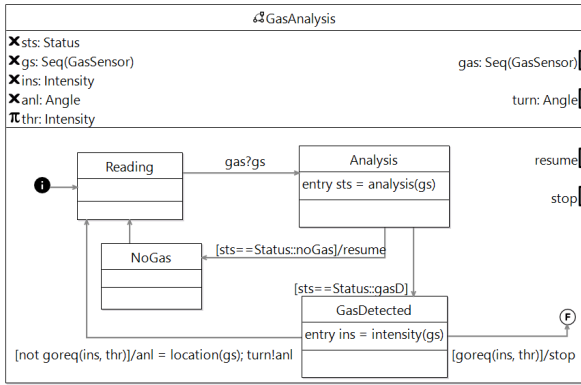 GasAnalysis
sts: Status
gs: Seq(GasSensor)
gas: Seq(GasSensor)
ins: Intensity
anl: Angle
turn: Angle
thr: Intensity
i
Reading
gas?gs
Analysis
resume
entry sts = analysis(gs)
stop
NoGas
[sts==Status::noGas]/resume
[sts==Status::gasD]
GasDetected
F
entry ins = intensity(gs)
[not goreq(ins, thr)]/anl = location(gs); turn!anl
[goreq(ins, thr)]/stop